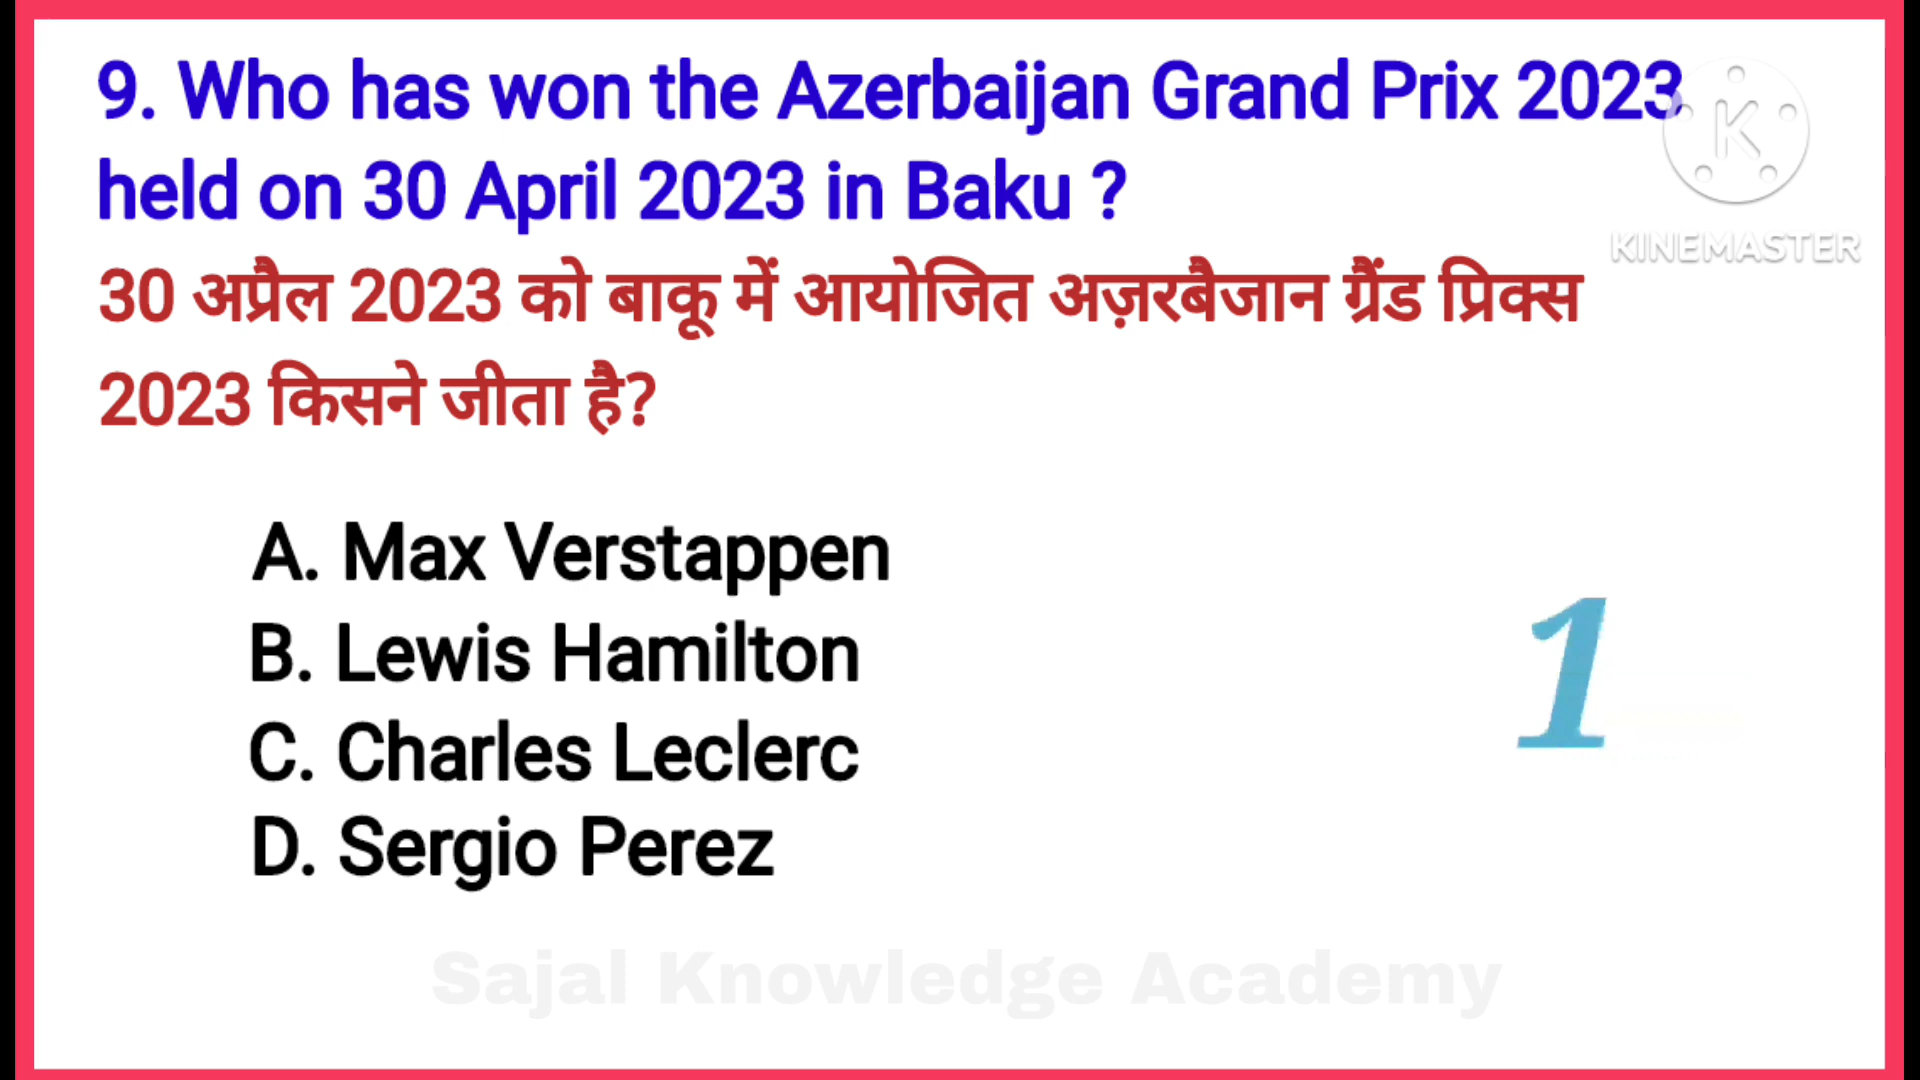 9. Who has won the Azerbaijan Grand Prix 2023
held on 30 April 2023 in Baku ?
K
KINEMASTER
30 अप्रैल 2023 को बाकू में आयोजित अज़रबैजान ग्रैंड प्रिक्स
2023 किसने जीता है?
A. Max Verstappen
B. Lewis Hamilton
C. Charles Leclerc
D. Sergio Perez
1
Sajal Knowledge Academy